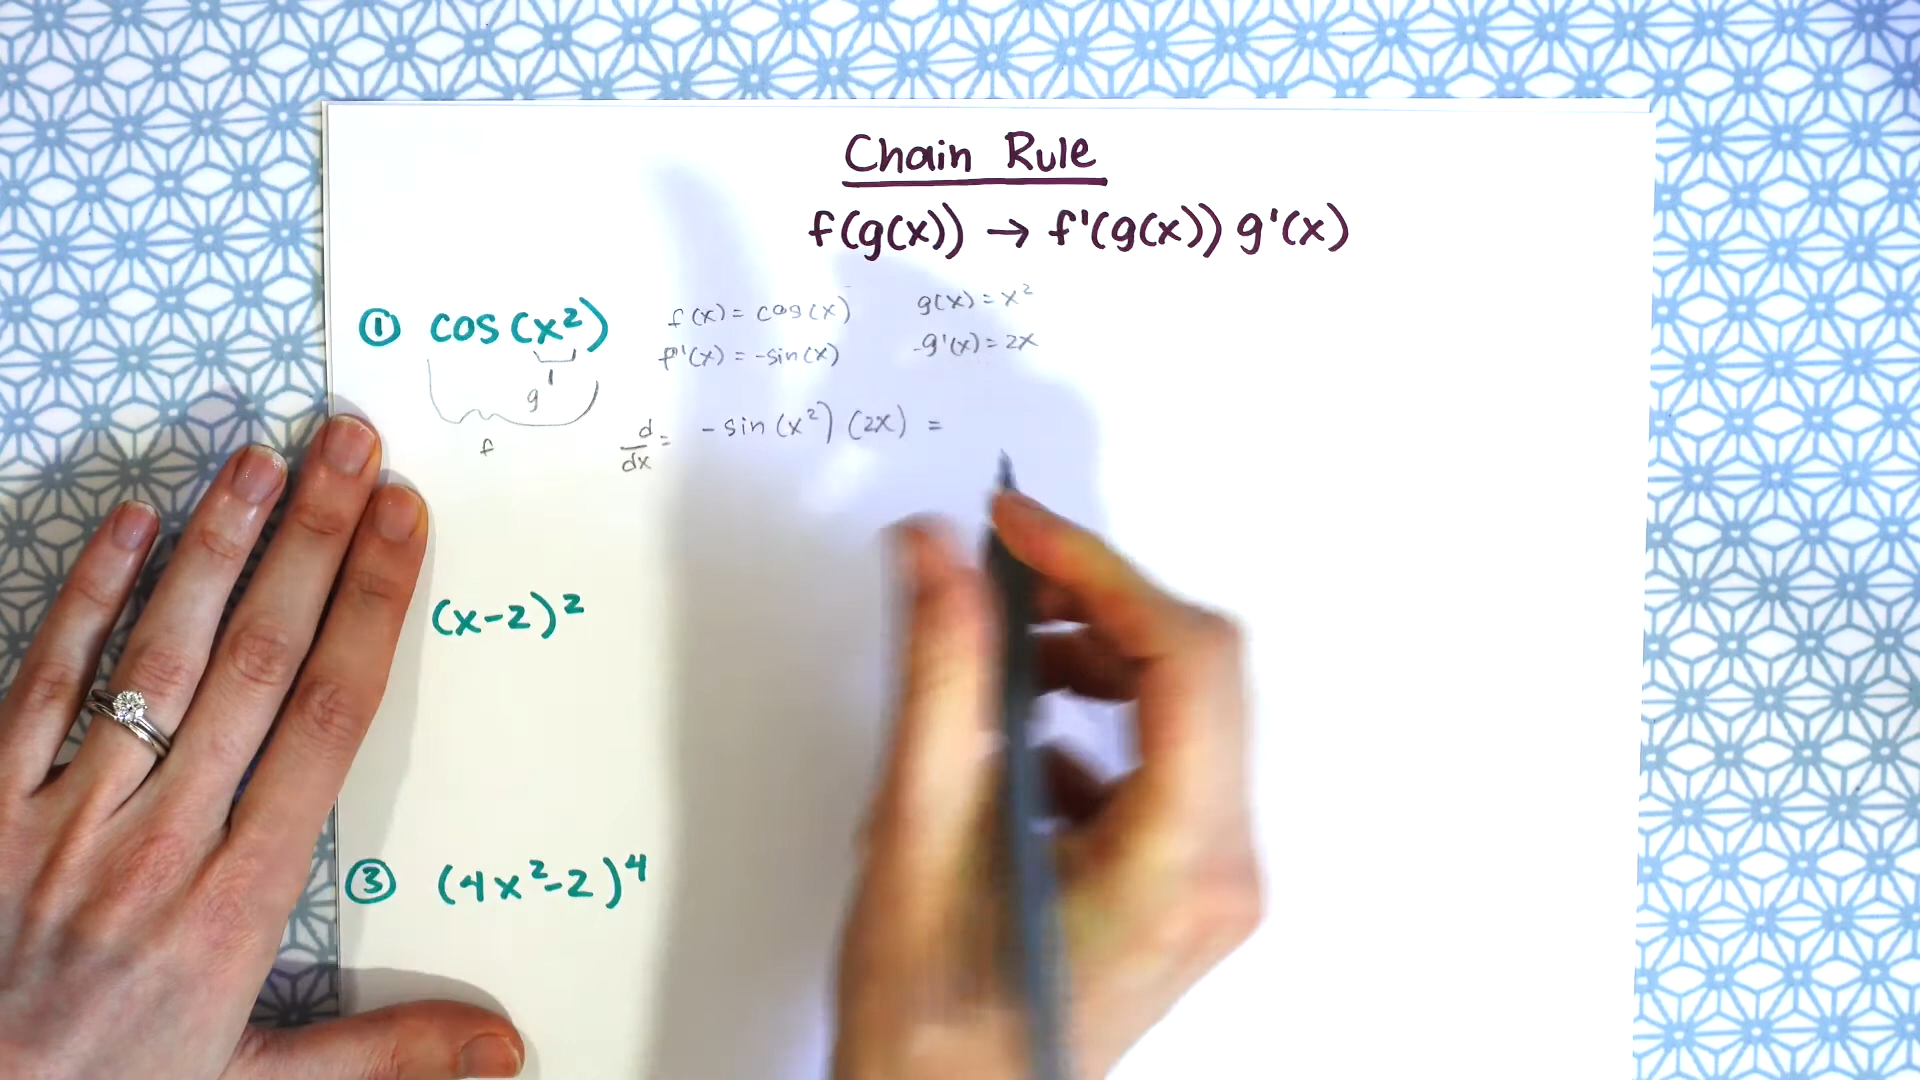 Chain Rule
f(g(x)) → f'(g(x)) g'(x)
① cos(x²)
f(x) = cos(x) g(x) = x²
f'(x) = -sin(x) g'(x) = 2x
g
f
d/dx = -sin(x²)(2x) =
(x-2)²
③ (4x²-2)⁴